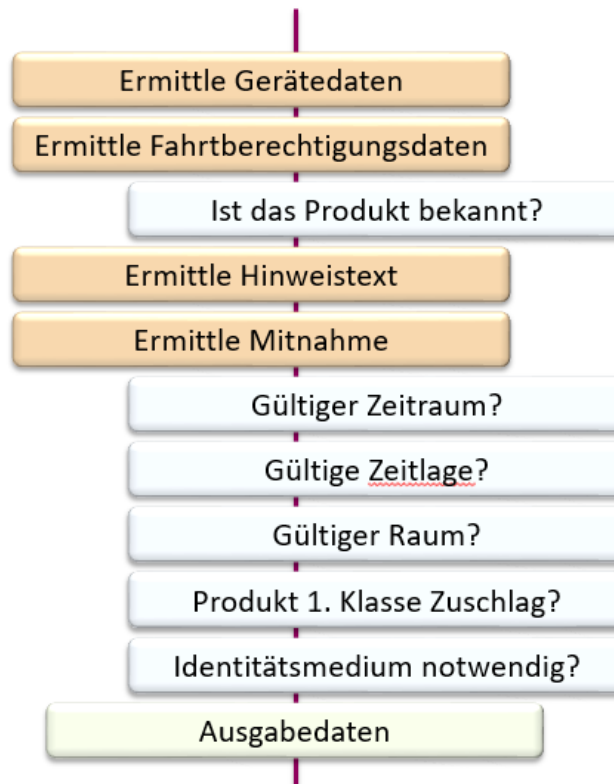 Ermittle Gerätedaten
Ermittle Fahrtberechtigungsdaten
Ist das Produkt bekannt?
Ermittle Hinweistext
Ermittle Mitnahme
Gültiger Zeitraum?
Gültige Zeitlage?
Gültiger Raum?
Produkt 1. Klasse Zuschlag?
Identitätsmedium notwendig?
Ausgabedaten